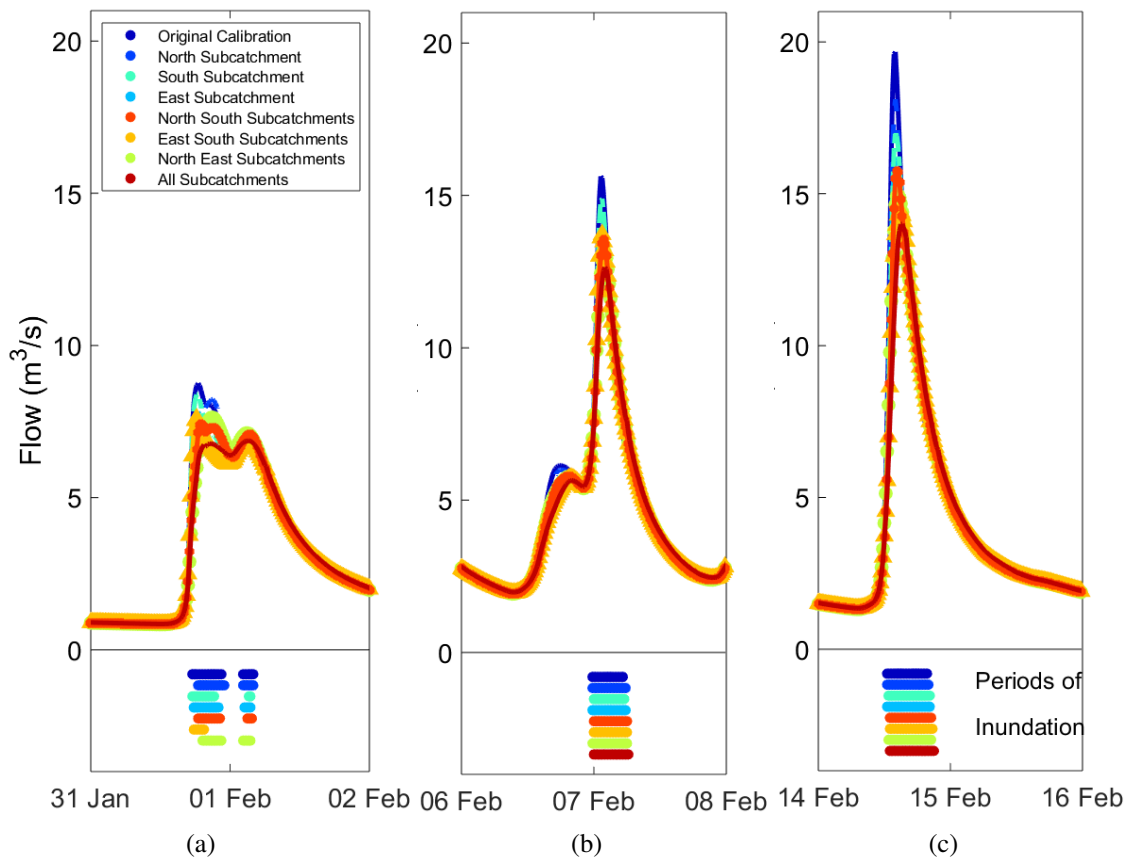 Original Calibration
North Subcatchment
South Subcatchment
East Subcatchment
North South Subcatchments
East South Subcatchments
North East Subcatchments
All Subcatchments
Flow (m³/s)
20
15
10
5
0
31 Jan
01 Feb
02 Feb
(a)
20
15
10
5
0
06 Feb
07 Feb
08 Feb
(b)
20
15
10
5
0
Periods of
Inundation
14 Feb
15 Feb
16 Feb
(c)